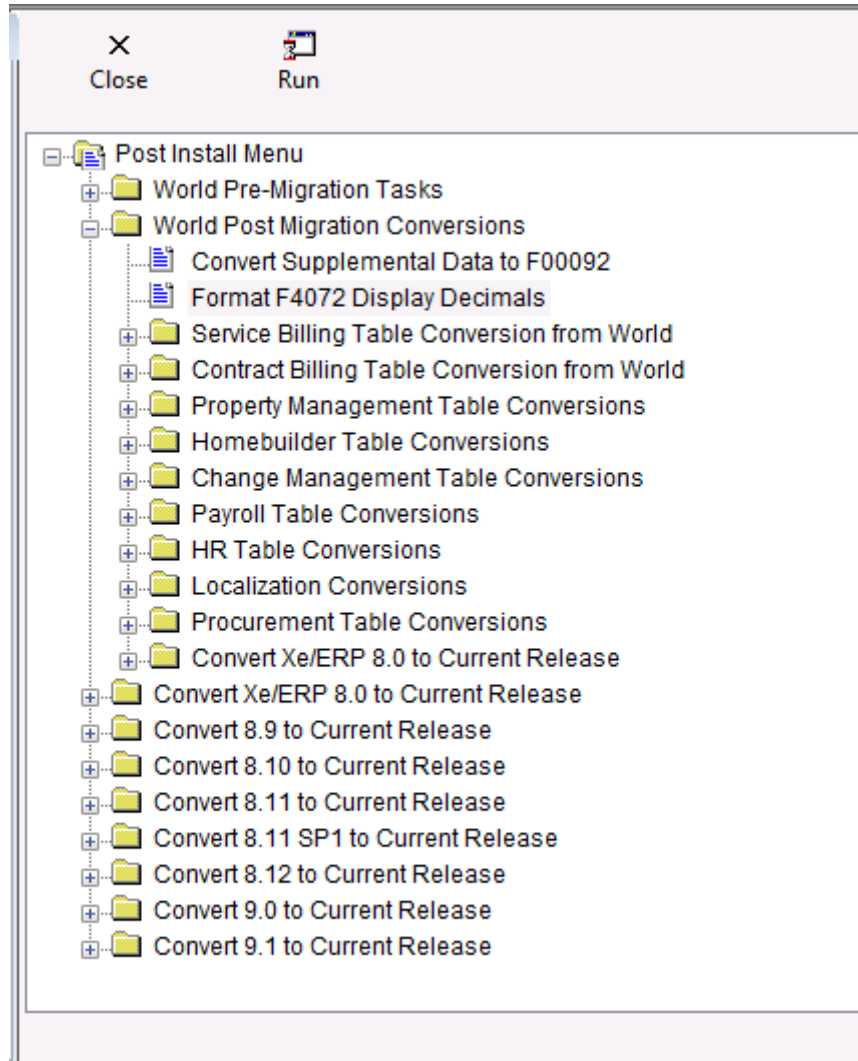 Close
Run
Post Install Menu
World Pre-Migration Tasks
World Post Migration Conversions
Convert Supplemental Data to F00092
Format F4072 Display Decimals
Service Billing Table Conversion from World
Contract Billing Table Conversion from World
Property Management Table Conversions
Homebuilder Table Conversions
Change Management Table Conversions
Payroll Table Conversions
HR Table Conversions
Localization Conversions
Procurement Table Conversions
Convert Xe/ERP 8.0 to Current Release
Convert Xe/ERP 8.0 to Current Release
Convert 8.9 to Current Release
Convert 8.10 to Current Release
Convert 8.11 to Current Release
Convert 8.11 SP1 to Current Release
Convert 8.12 to Current Release
Convert 9.0 to Current Release
Convert 9.1 to Current Release